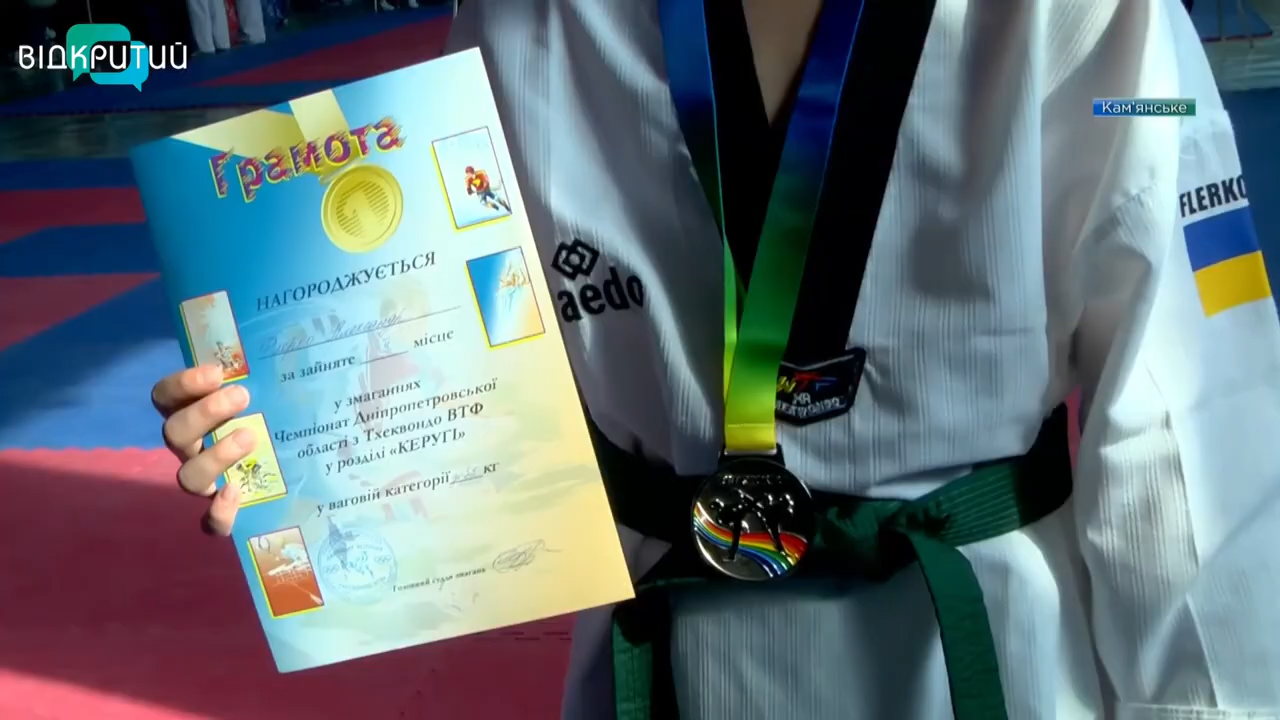 ВІДКРИТИЙ
Кам'янське
Грамота
НАГОРОДЖУЄТЬСЯ
за зайняте місце
у змаганнях
Чемпіонат Дніпропетровської
області з Тхеквондо ВТФ
у розділі «КЕРУГІ»
у ваговій категорії кг
Головний суддя змагань
aedo
FLERKO